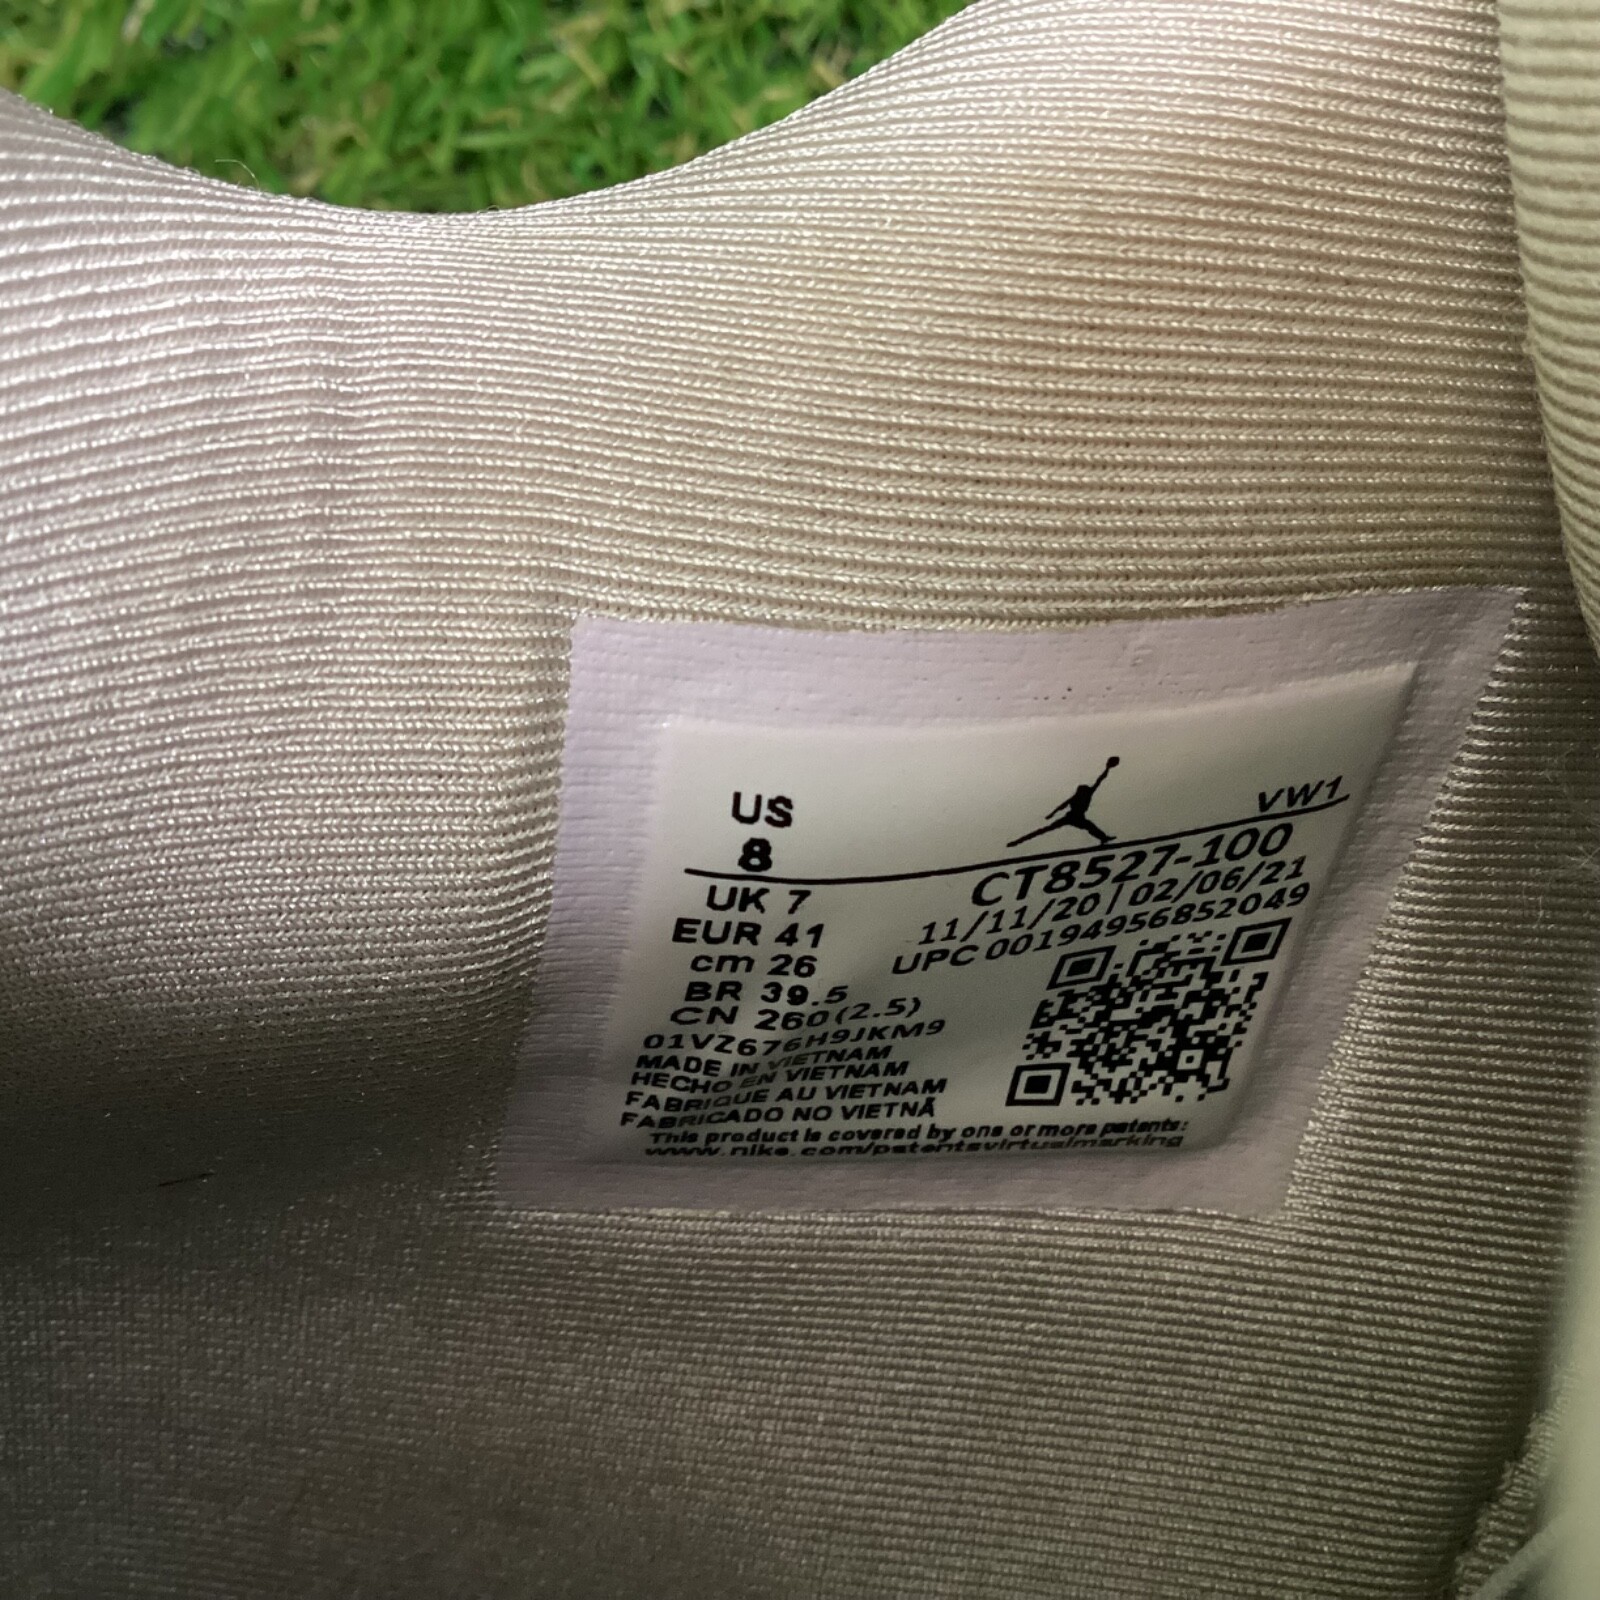 US
8
VW1
CT8527-100
11/11/20 | 02/06/21
UPC 00194956852049
UK 7
EUR 41
cm 26
BR 39.5
CN 260(2.5)
01VZ676H9JKM9
MADE IN VIETNAM
HECHO EN VIETNAM
FABRIQUE AU VIETNAM
FABRICADO NO VIETNÃ
This product is covered by one or more patents:
www.nike.com/patentsvirtualmarking